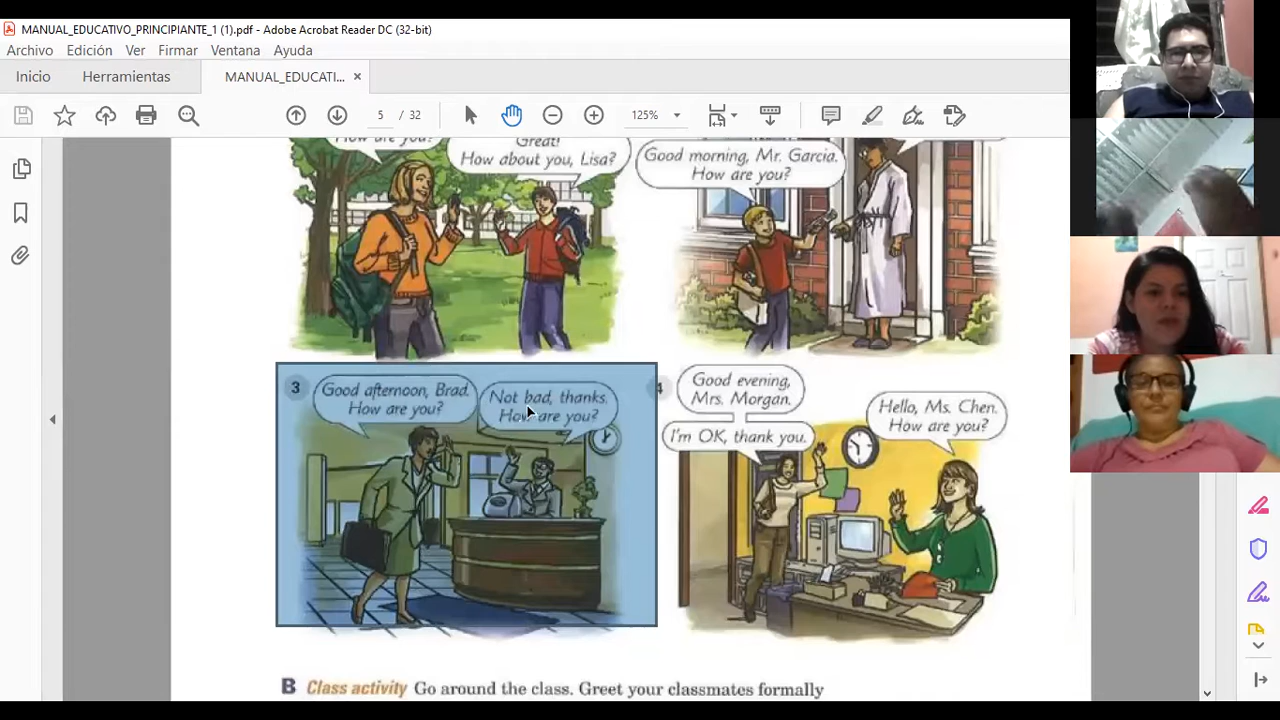 MANUAL_EDUCATIVO_PRINCIPIANTE_1 (1).pdf - Adobe Acrobat Reader DC (32-bit)
Archivo Edición Ver Firmar Ventana Ayuda
Inicio Herramientas MANUAL_EDUCATI... ×
5 / 32 125%
How are you?
Great!
How about you, Lisa?
Good morning, Mr. Garcia.
How are you?
3
Good afternoon, Brad.
How are you?
Not bad, thanks.
How are you?
4
Good evening,
Mrs. Morgan.
I'm OK, thank you.
Hello, Ms. Chen.
How are you?
B Class activity Go around the class. Greet your classmates formally